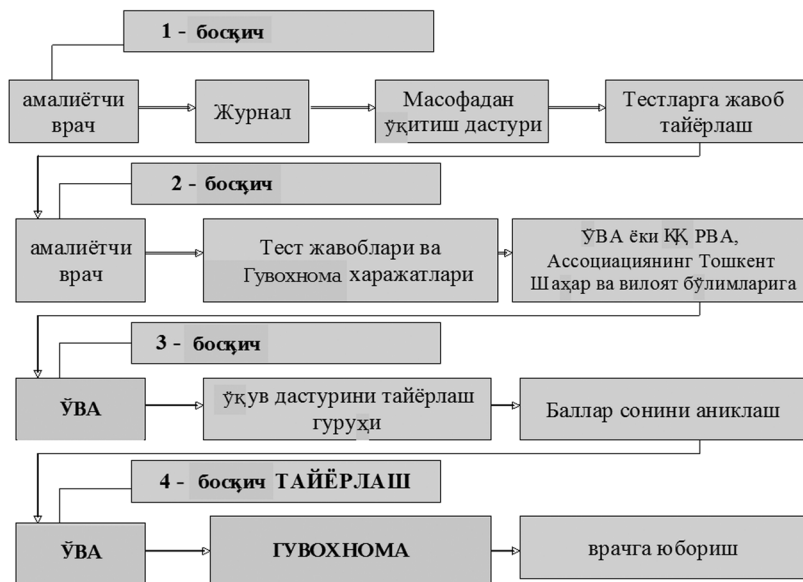 1 - босқич
амалиётчи
врач
Журнал
Масофадан
ўқитиш дастури
Тестларга жавоб
тайёрлаш
2 - босқич
амалиётчи
врач
Тест жавоблари ва
Гувохнома харажатлари
ЎВА ёки ҚҚ РВА,
Ассоциациянинг Тошкент
Шаҳар ва вилоят бўлимларига
3 - босқич
ЎВА
ўқув дастурини тайёрлаш
гуруҳи
Баллар сонини аниклаш
4 - босқич ТАЙЁРЛАШ
ЎВА
ГУВОХНОМА
врачга юбориш